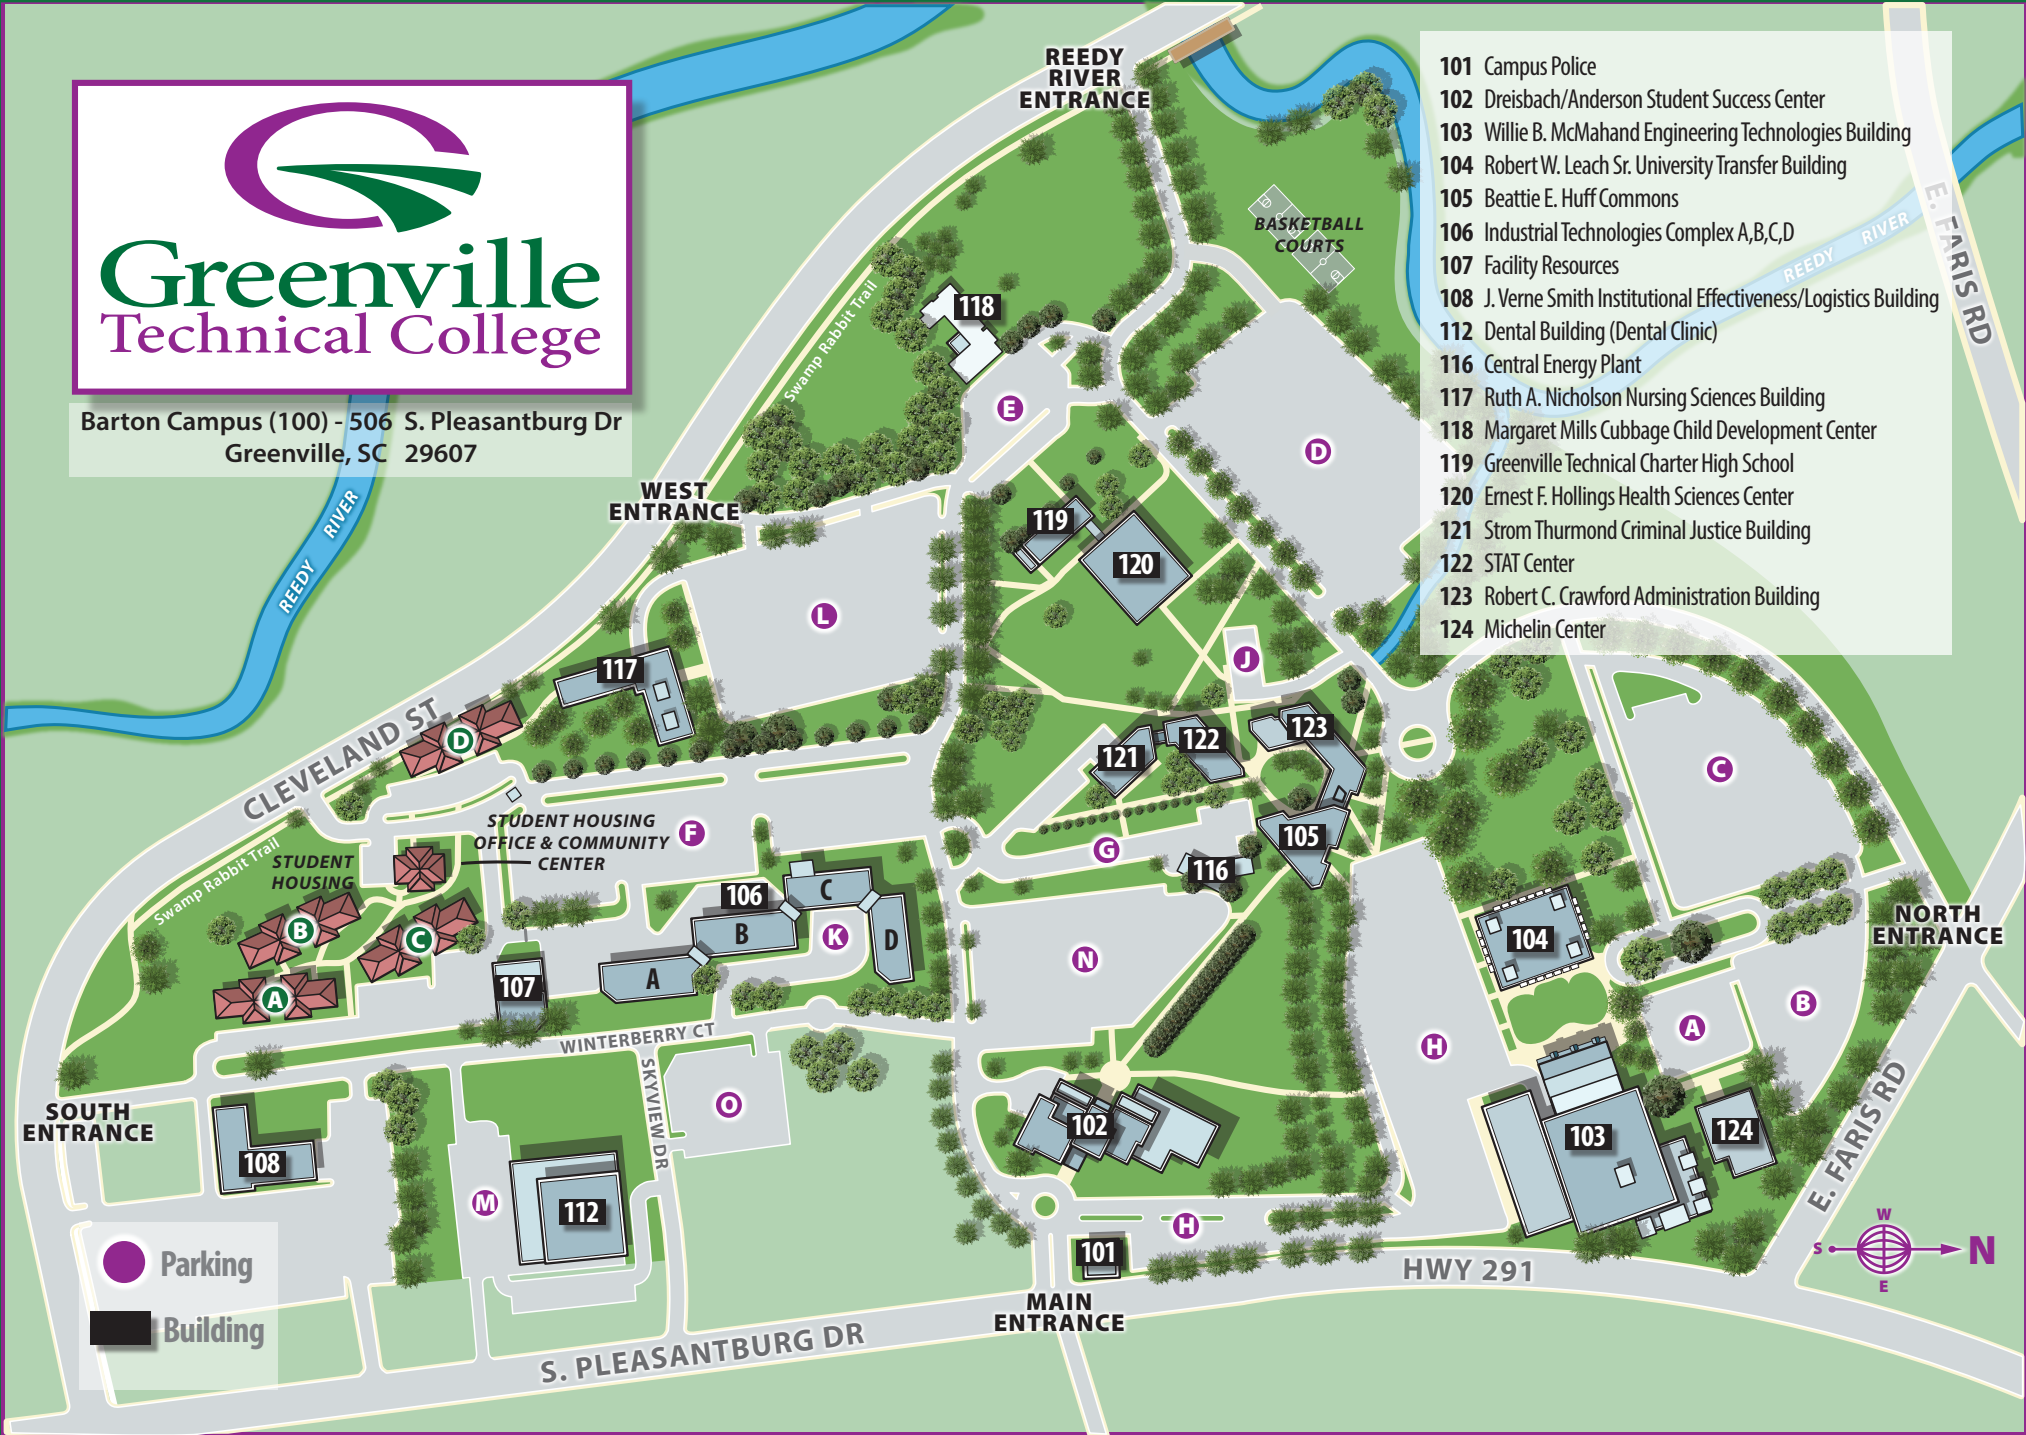 Greenville
Technical College
Barton Campus (100) - 506 S. Pleasantburg Dr
Greenville, SC 29607
101 Campus Police
102 Dreisbach/Anderson Student Success Center
103 Willie B. McMahand Engineering Technologies Building
104 Robert W. Leach Sr. University Transfer Building
105 Beattie E. Huff Commons
106 Industrial Technologies Complex A,B,C,D
107 Facility Resources
108 J. Verne Smith Institutional Effectiveness/Logistics Building
112 Dental Building (Dental Clinic)
116 Central Energy Plant
117 Ruth A. Nicholson Nursing Sciences Building
118 Margaret Mills Cubbage Child Development Center
119 Greenville Technical Charter High School
120 Ernest F. Hollings Health Sciences Center
121 Strom Thurmond Criminal Justice Building
122 STAT Center
123 Robert C. Crawford Administration Building
124 Michelin Center
REEDY
RIVER
ENTRANCE
BASKETBALL
COURTS
REEDY RIVER
E. FARIS RD
118
Swamp Rabbit Trail
E
D
WEST
ENTRANCE
REEDY RIVER
119
120
L
J
117
CLEVELAND ST
D
121
122
123
C
STUDENT HOUSING
OFFICE & COMMUNITY
CENTER
F
G
105
116
STUDENT
HOUSING
Swamp Rabbit Trail
B
C
A
106
A
B
C
D
K
107
N
104
NORTH
ENTRANCE
B
A
H
WINTERBERRY CT
SKYVIEW DR
O
SOUTH
ENTRANCE
108
M
112
102
103
124
E. FARIS RD
H
101
MAIN
ENTRANCE
HWY 291
S. PLEASANTBURG DR
Parking
Building
W
S
N
E